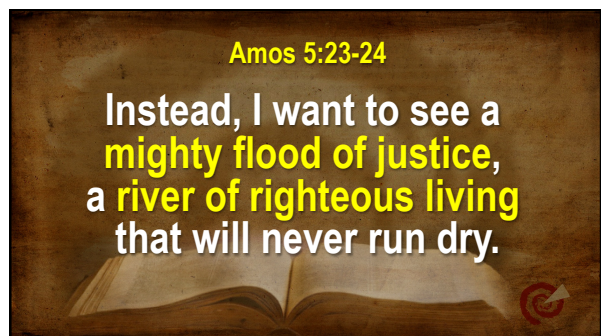 Amos 5:23-24
Instead, I want to see a
mighty flood of justice,
a river of righteous living
that will never run dry.